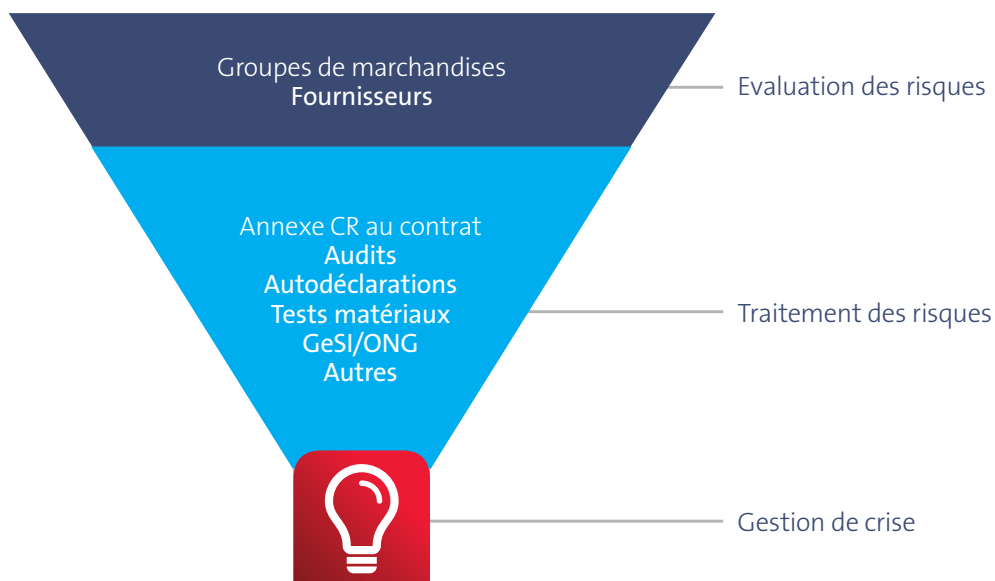 Groupes de marchandises
Fournisseurs
Evaluation des risques
Annexe CR au contrat
Audits
Autodéclarations
Tests matériaux
GeSI/ONG
Autres
Traitement des risques
Gestion de crise